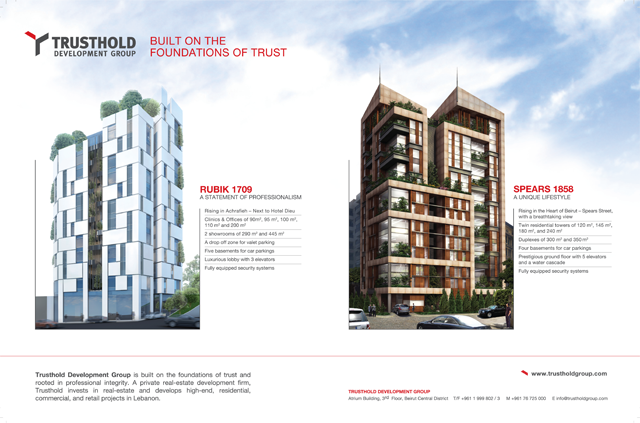 TRUSTHOLD
DEVELOPMENT GROUP
BUILT ON THE
FOUNDATIONS OF TRUST
RUBIK 1709
A STATEMENT OF PROFESSIONALISM
Rising in Achrafieh – Next to Hotel Dieu
Clinics & Offices of 90m², 95 m², 100 m²,
110 m² and 200 m²
2 showrooms of 290 m² and 445 m²
A drop off zone for valet parking
Five basements for car parkings
Luxurious lobby with 3 elevators
Fully equipped security systems
SPEARS 1858
A UNIQUE LIFESTYLE
Rising in the Heart of Beirut – Spears Street,
with a breathtaking view
Twin residential towers of 120 m², 145 m²,
180 m², and 240 m²
Duplexes of 300 m² and 350 m²
Four basements for car parkings
Prestigious ground floor with 5 elevators
and a water cascade
Fully equipped security systems
Trusthold Development Group is built on the foundations of trust and
rooted in professional integrity. A private real-estate development firm,
Trusthold invests in real-estate and develops high-end, residential,
commercial, and retail projects in Lebanon.
www.trustholdgroup.com
TRUSTHOLD DEVELOPMENT GROUP
Atrium Building, 3rd Floor, Beirut Central District T/F +961 1 999 802 / 3 M +961 76 725 000 E info@trustholdgroup.com